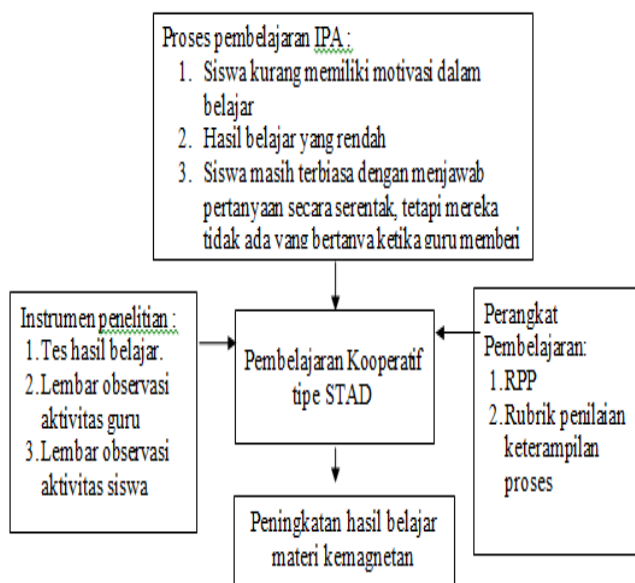 Proses pembelajaran IPA :
1. Siswa kurang memiliki motivasi dalam
belajar
2. Hasil belajar yang rendah
3. Siswa masih terbiasa dengan menjawab
pertanyaan secara serentak, tetapi mereka
tidak ada yang bertanya ketika guru memberi
Instrumen penelitian :
1. Tes hasil belajar.
2. Lembar observasi
aktivitas guru
3. Lembar observasi
aktivitas siswa
Pembelajaran Kooperatif
tipe STAD
Perangkat
Pembelajaran:
1. RPP
2. Rubrik penilaian
keterampilan
proses
Peningkatan hasil belajar
materi kemagnetan